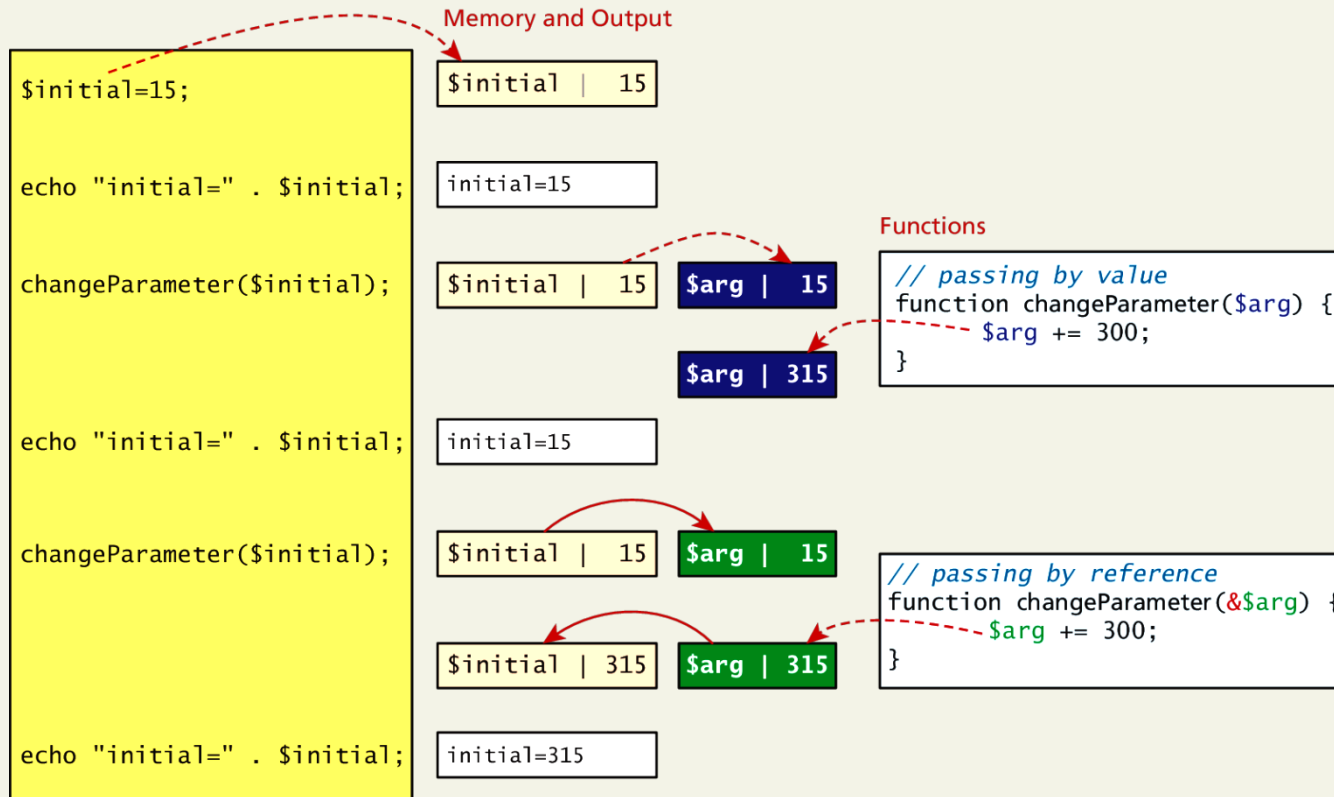 Memory and Output
$initial=15;
$initial | 15
echo "initial=" . $initial;
initial=15
Functions
changeParameter($initial);
$initial | 15
$arg | 15
// passing by value
function changeParameter($arg) {
$arg += 300;
}
$arg | 315
echo "initial=" . $initial;
initial=15
changeParameter($initial);
$initial | 15
$arg | 15
// passing by reference
function changeParameter(&$arg) {
$arg += 300;
}
$initial | 315
$arg | 315
echo "initial=" . $initial;
initial=315